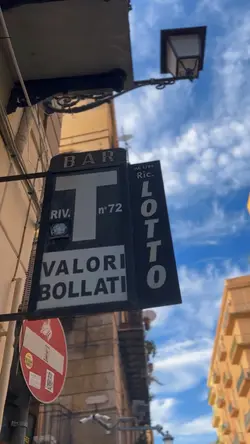 BAR
T
RIV. n°72
VALORI
BOLLATI
Ric.
LOTTO